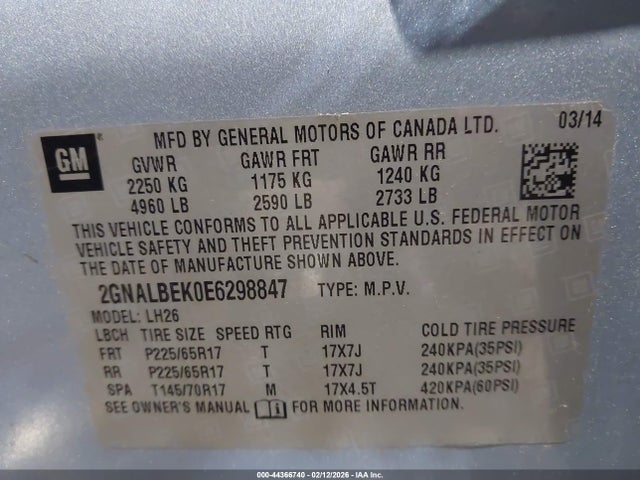 GM
MFD BY GENERAL MOTORS OF CANADA LTD. 03/14
GVWR GAWR FRT GAWR RR
2250 KG 1175 KG 1240 KG
4960 LB 2590 LB 2733 LB
THIS VEHICLE CONFORMS TO ALL APPLICABLE U.S. FEDERAL MOTOR
VEHICLE SAFETY AND THEFT PREVENTION STANDARDS IN EFFECT ON
THE DATE OF MANUFACTURE SHOWN ABOVE.
2GNALBEK0E6298847 TYPE: M.P.V.
MODEL: LH26
LBCH TIRE SIZE SPEED RTG RIM COLD TIRE PRESSURE
FRT P225/65R17 T 17X7J 240KPA(35PSI)
RR P225/65R17 T 17X7J 240KPA(35PSI)
SPA T145/70R17 M 17X4.5T 420KPA(60PSI)
SEE OWNER'S MANUAL FOR MORE INFORMATION.
000-44366740 - 02/12/2026 - IAA Inc.